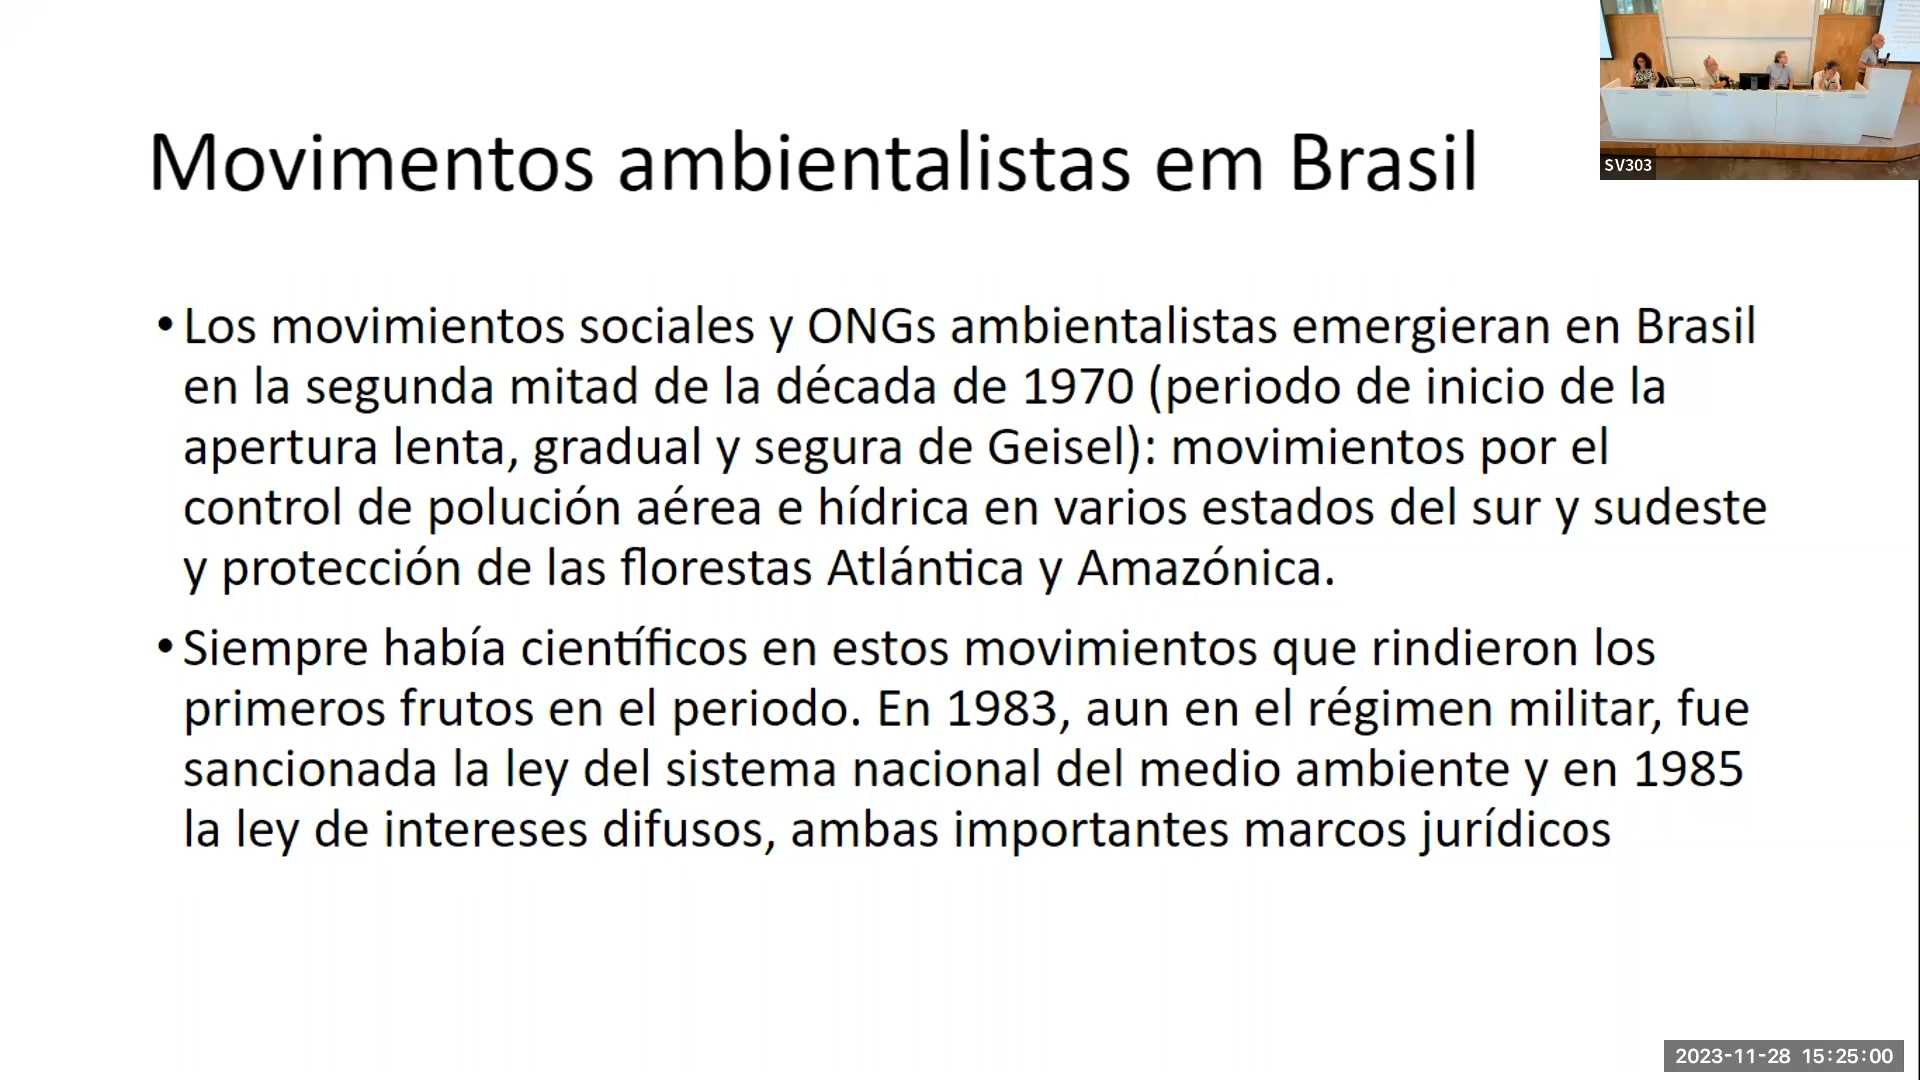 Movimentos ambientalistas em Brasil
SV303
• Los movimientos sociales y ONGs ambientalistas emergieran en Brasil
en la segunda mitad de la década de 1970 (periodo de inicio de la
apertura lenta, gradual y segura de Geisel): movimientos por el
control de polución aérea e hídrica en varios estados del sur y sudeste
y protección de las florestas Atlántica y Amazónica.
• Siempre había científicos en estos movimientos que rindieron los
primeros frutos en el periodo. En 1983, aun en el régimen militar, fue
sancionada la ley del sistema nacional del medio ambiente y en 1985
la ley de intereses difusos, ambas importantes marcos jurídicos
2023-11-28 15:25:00